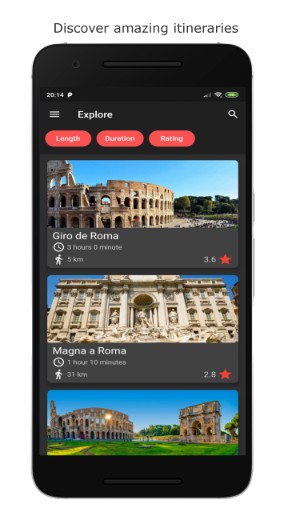 Discover amazing itineraries
20:14 P
Explore
Length Duration Rating
Giro de Roma
3 hours 0 minute
5 km 3.6
Magna a Roma
1 hour 10 minutes
31 km 2.8